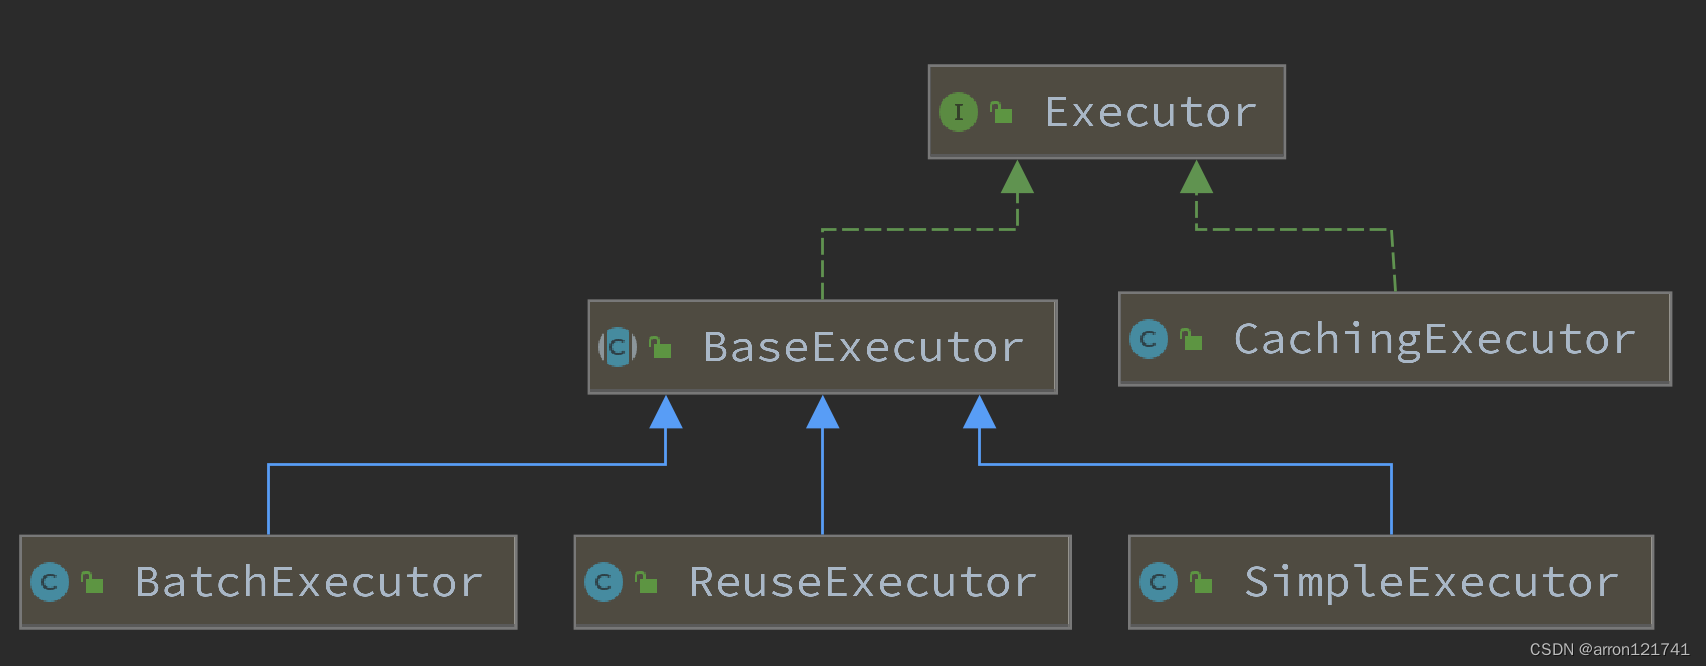 I Executor
C BaseExecutor
C CachingExecutor
C BatchExecutor
C ReuseExecutor
C SimpleExecutor
CSDN @arron121741